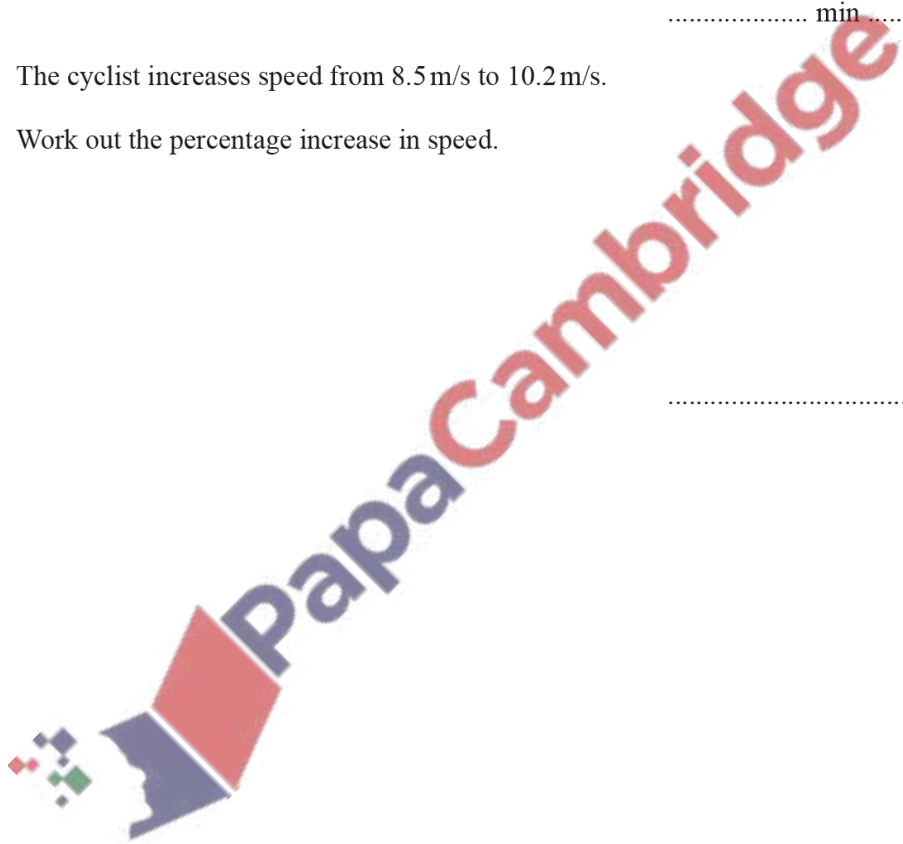 .................... min .....
The cyclist increases speed from 8.5 m/s to 10.2 m/s.
Work out the percentage increase in speed.
..................................
PapaCambridge